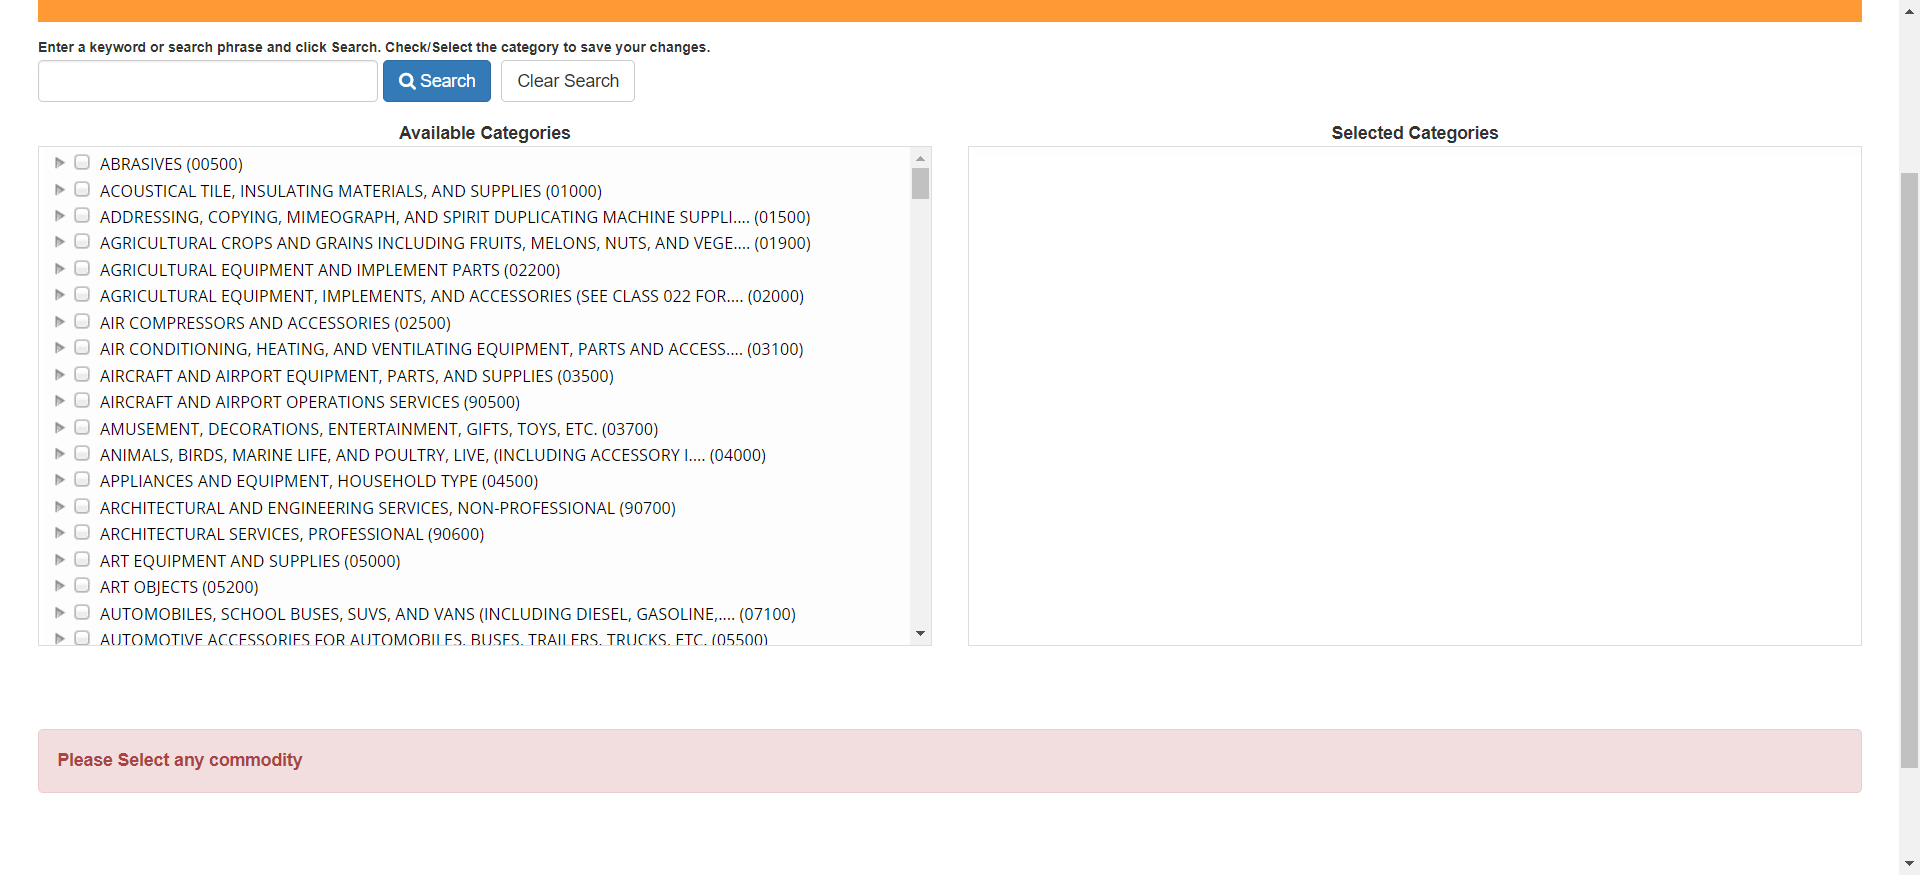 Enter a keyword or search phrase and click Search. Check/Select the category to save your changes.
Search
Clear Search
Available Categories
Selected Categories
ABRASIVES (00500)
ACOUSTICAL TILE, INSULATING MATERIALS, AND SUPPLIES (01000)
ADDRESSING, COPYING, MIMEOGRAPH, AND SPIRIT DUPLICATING MACHINE SUPPLI.... (01500)
AGRICULTURAL CROPS AND GRAINS INCLUDING FRUITS, MELONS, NUTS, AND VEGE.... (01900)
AGRICULTURAL EQUIPMENT AND IMPLEMENT PARTS (02200)
AGRICULTURAL EQUIPMENT, IMPLEMENTS, AND ACCESSORIES (SEE CLASS 022 FOR.... (02000)
AIR COMPRESSORS AND ACCESSORIES (02500)
AIR CONDITIONING, HEATING, AND VENTILATING EQUIPMENT, PARTS AND ACCESS.... (03100)
AIRCRAFT AND AIRPORT EQUIPMENT, PARTS, AND SUPPLIES (03500)
AIRCRAFT AND AIRPORT OPERATIONS SERVICES (90500)
AMUSEMENT, DECORATIONS, ENTERTAINMENT, GIFTS, TOYS, ETC. (03700)
ANIMALS, BIRDS, MARINE LIFE, AND POULTRY, LIVE, (INCLUDING ACCESSORY I.... (04000)
APPLIANCES AND EQUIPMENT, HOUSEHOLD TYPE (04500)
ARCHITECTURAL AND ENGINEERING SERVICES, NON-PROFESSIONAL (90700)
ARCHITECTURAL SERVICES, PROFESSIONAL (90600)
ART EQUIPMENT AND SUPPLIES (05000)
ART OBJECTS (05200)
AUTOMOBILES, SCHOOL BUSES, SUVS, AND VANS (INCLUDING DIESEL, GASOLINE,.... (07100)
AUTOMOTIVE ACCESSORIES FOR AUTOMOBILES, BUSES, TRAILERS, TRUCKS, ETC. (05500)
Please Select any commodity